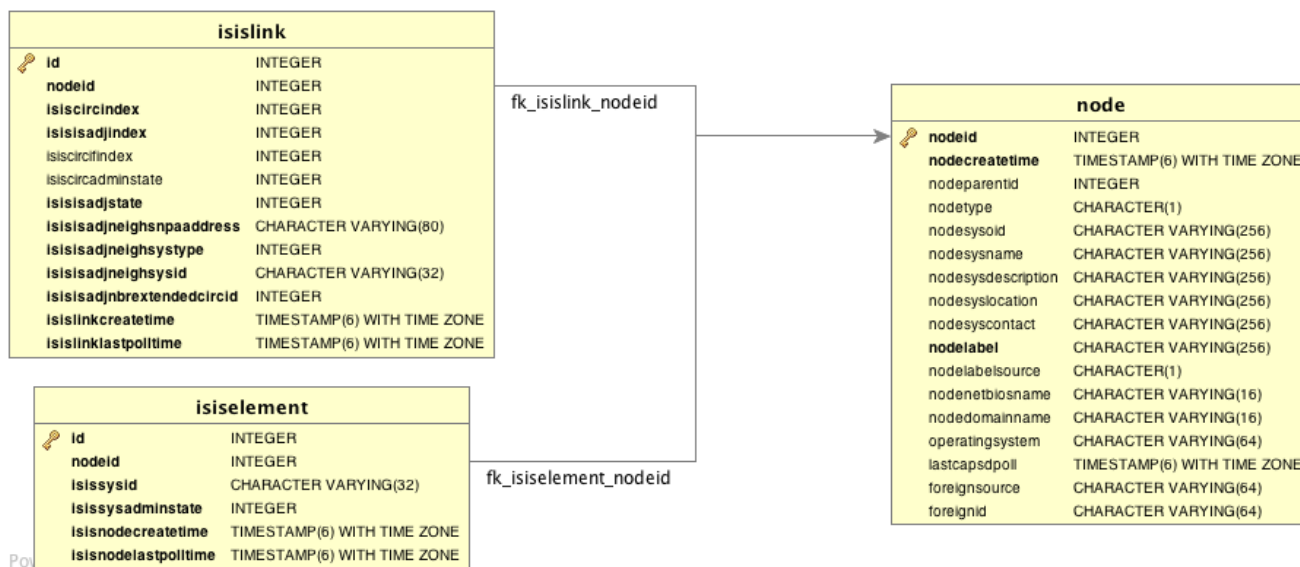 isislink
id INTEGER
nodeid INTEGER
isiscircindex INTEGER
isisisadjindex INTEGER
isiscircifindex INTEGER
isiscircadminstate INTEGER
isisisadjstate INTEGER
isisisadjneighsnpaaddress CHARACTER VARYING(80)
isisisadjneighsystype INTEGER
isisisadjneighsysid CHARACTER VARYING(32)
isisisadjnbrextendedcircid INTEGER
isislinkcreatetime TIMESTAMP(6) WITH TIME ZONE
isislinklastpolltime TIMESTAMP(6) WITH TIME ZONE
fk_isislink_nodeid
isiselement
id INTEGER
nodeid INTEGER
isissysid CHARACTER VARYING(32)
isissysadminstate INTEGER
isisnodecreatetime TIMESTAMP(6) WITH TIME ZONE
isisnodelastpolltime TIMESTAMP(6) WITH TIME ZONE
fk_isiselement_nodeid
node
nodeid INTEGER
nodecreatetime TIMESTAMP(6) WITH TIME ZONE
nodeparentid INTEGER
nodetype CHARACTER(1)
nodesysoid CHARACTER VARYING(256)
nodesysname CHARACTER VARYING(256)
nodesysdescription CHARACTER VARYING(256)
nodesyslocation CHARACTER VARYING(256)
nodesyscontact CHARACTER VARYING(256)
nodelabel CHARACTER VARYING(256)
nodelabelsource CHARACTER(1)
nodenetbiosname CHARACTER VARYING(16)
nodedomainname CHARACTER VARYING(16)
operatingsystem CHARACTER VARYING(64)
lastcapsdpoll TIMESTAMP(6) WITH TIME ZONE
foreignsource CHARACTER VARYING(64)
foreignid CHARACTER VARYING(64)